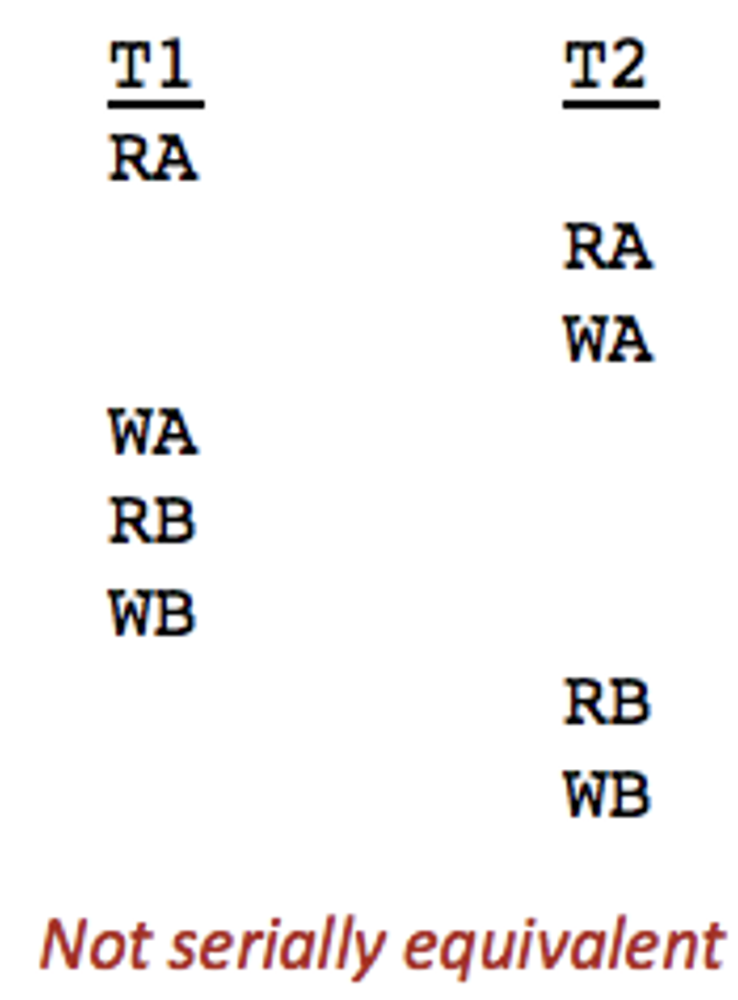 T1 T2
RA
RA
WA
WA
RB
WB
RB
WB
Not serially equivalent